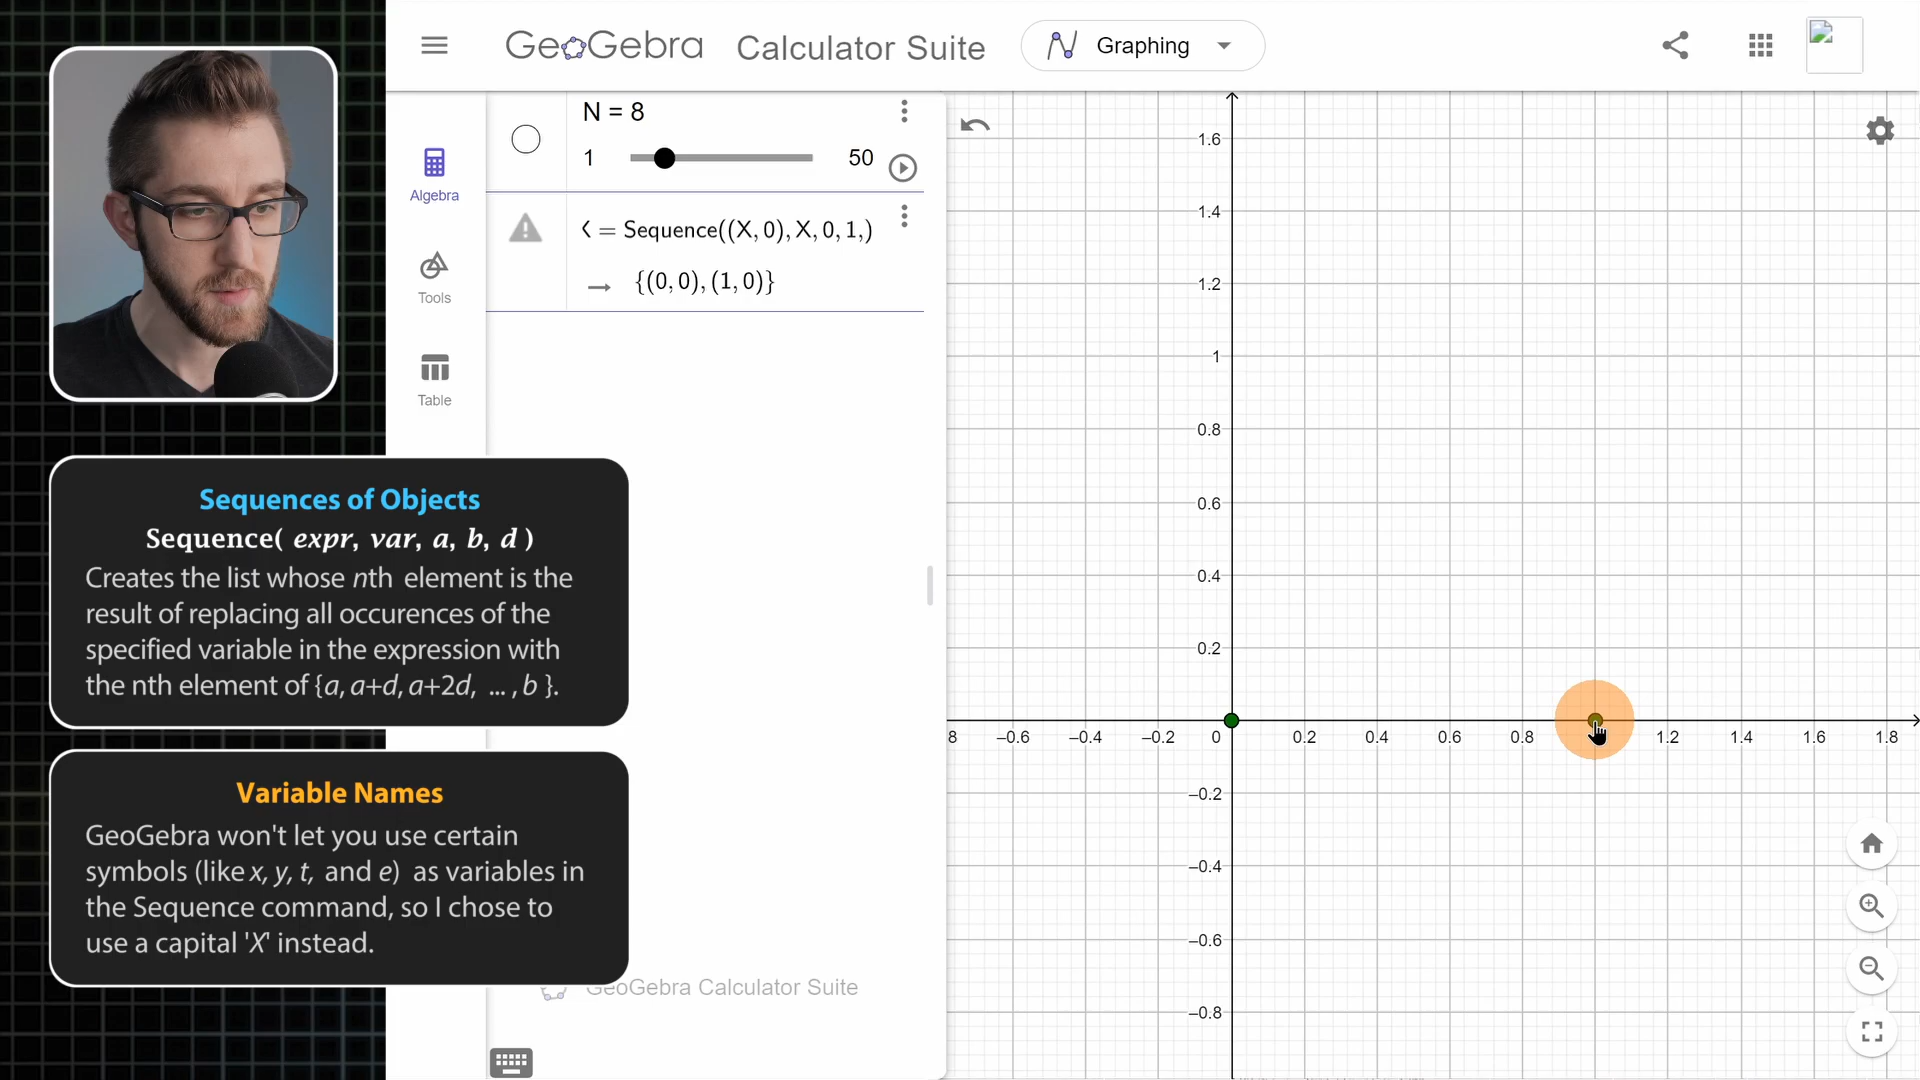 GeoGebra Calculator Suite
Graphing
Algebra
Tools
Table
N = 8
1
50
= Sequence((X, 0), X, 0, 1,)
→ {(0, 0), (1, 0)}
1.6
1.4
1.2
1
0.8
0.6
0.4
0.2
8 –0.6 –0.4 –0.2 0 0.2 0.4 0.6 0.8 1.2 1.4 1.6 1.8
–0.2
–0.4
–0.6
–0.8
Sequences of Objects
Sequence( expr, var, a, b, d )
Creates the list whose nth element is the
result of replacing all occurences of the
specified variable in the expression with
the nth element of {a, a+d, a+2d, ... , b }.
Variable Names
GeoGebra won't let you use certain
symbols (like x, y, t, and e) as variables in
the Sequence command, so I chose to
use a capital 'X' instead.
GeoGebra Calculator Suite